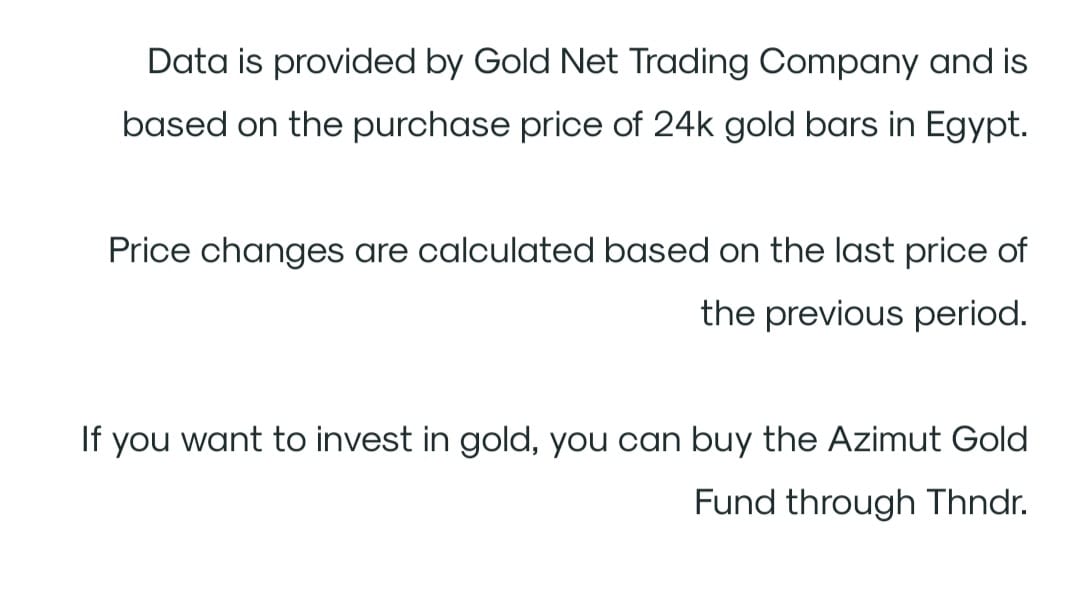 Data is provided by Gold Net Trading Company and is
based on the purchase price of 24k gold bars in Egypt.
Price changes are calculated based on the last price of
the previous period.
If you want to invest in gold, you can buy the Azimut Gold
Fund through Thndr.